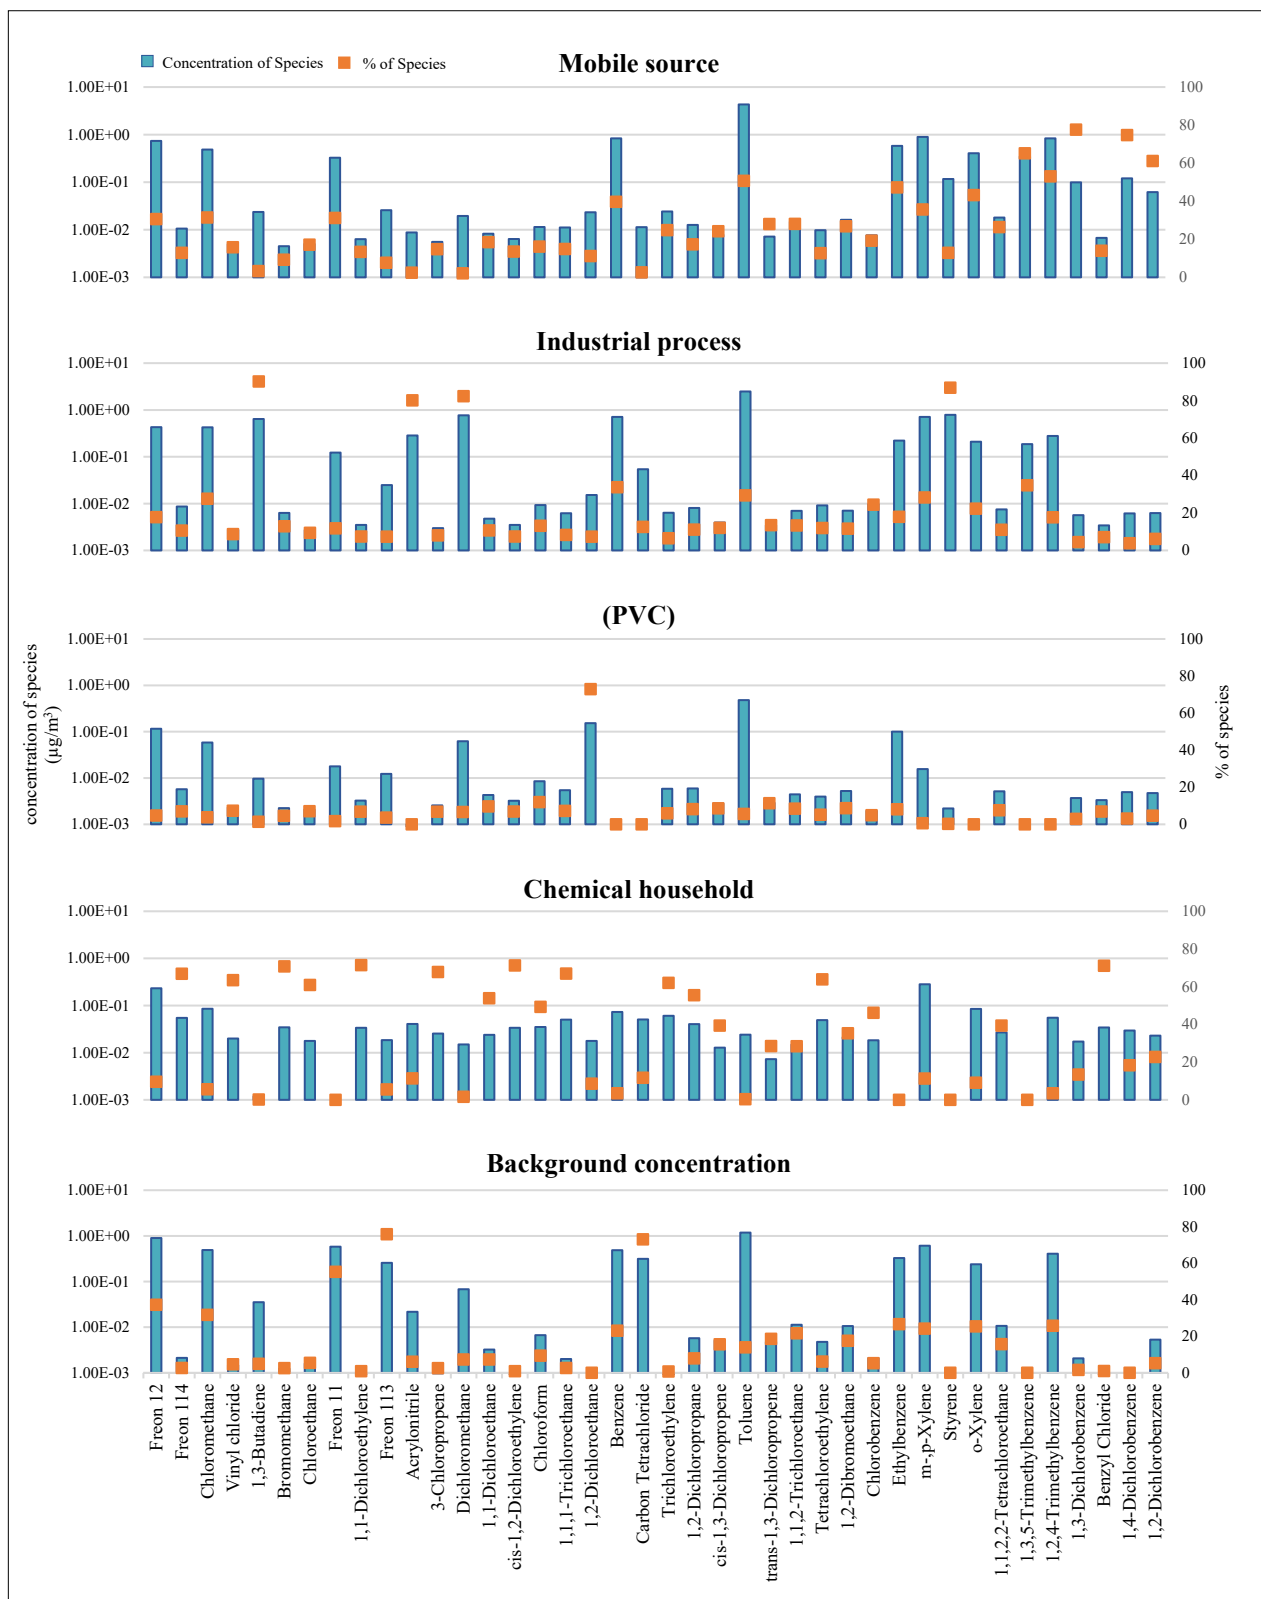 Mobile source
Concentration of Species
% of Species
1.00E+01
1.00E+00
1.00E-01
1.00E-02
1.00E-03
100
80
60
40
20
0
Industrial process
1.00E+01
1.00E+00
1.00E-01
1.00E-02
1.00E-03
100
80
60
40
20
0
(PVC)
1.00E+01
1.00E+00
1.00E-01
1.00E-02
1.00E-03
100
80
60
40
20
0
concentration of species
(µg/m³)
% of species
Chemical household
1.00E+01
1.00E+00
1.00E-01
1.00E-02
1.00E-03
100
80
60
40
20
0
Background concentration
1.00E+01
1.00E+00
1.00E-01
1.00E-02
1.00E-03
100
80
60
40
20
0
Freon 12
Freon 114
Chloromethane
Vinyl chloride
1,3-Butadiene
Bromomethane
Chloroethane
Freon 11
1,1-Dichloroethylene
Freon 113
Acrylonitrile
3-Chloropropene
Dichloromethane
1,1-Dichloroethane
cis-1,2-Dichloroethylene
Chloroform
1,1,1-Trichloroethane
1,2-Dichloroethane
Benzene
Carbon Tetrachloride
Trichloroethylene
1,2-Dichloropropane
cis-1,3-Dichloropropene
Toluene
trans-1,3-Dichloropropene
1,1,2-Trichloroethane
Tetrachloroethylene
1,2-Dibromoethane
Chlorobenzene
Ethylbenzene
m-,p-Xylene
Styrene
o-Xylene
1,1,2,2-Tetrachloroethane
1,3,5-Trimethylbenzene
1,2,4-Trimethylbenzene
1,3-Dichlorobenzene
Benzyl Chloride
1,4-Dichlorobenzene
1,2-Dichlorobenzene